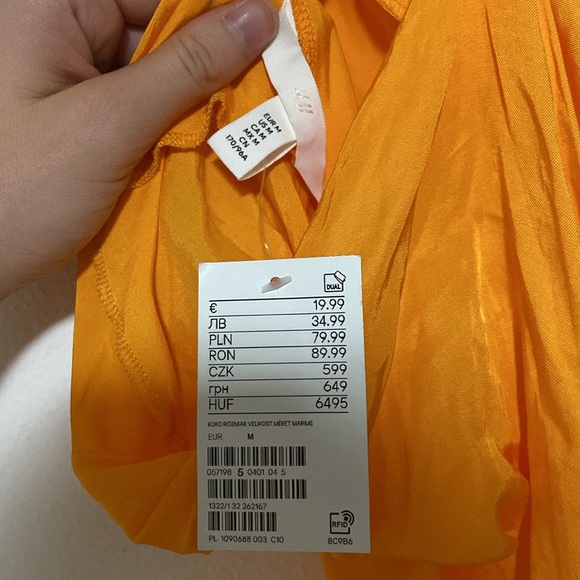 EUR M
US M
CA M
MX M
CN
170/96A
DUAL
€ 19.99
ЛВ 34.99
PLN 79.99
RON 89.99
CZK 599
грн 649
HUF 6495
KOKO ROZMIAR VELIKOST MÉRET MARIME
EUR M
057198 5 0401 04 5
1322/1 32 262167
RFID
PL 1090688 003 C10
8C9B6